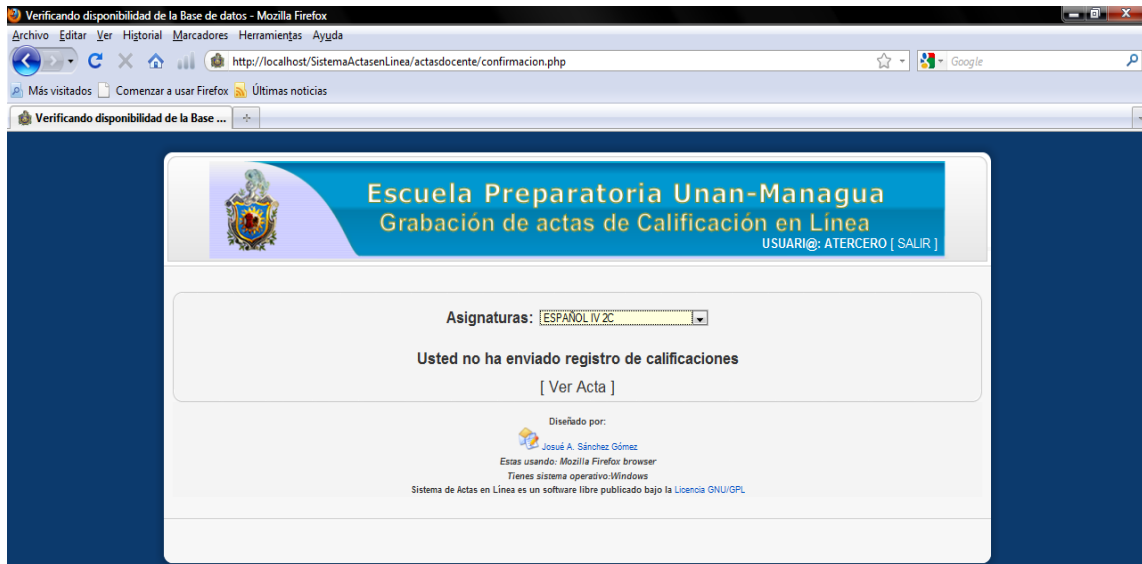 Verificando disponibilidad de la Base de datos - Mozilla Firefox
Archivo Editar Ver Historial Marcadores Herramientas Ayuda
http://localhost/SistemaActasenLinea/actasdocente/confirmacion.php
Google
Más visitados Comenzar a usar Firefox Últimas noticias
Verificando disponibilidad de la Base ...
Escuela Preparatoria Unan-Managua
Grabación de actas de Calificación en Línea
USUARI@: ATERCERO [ SALIR ]
Asignaturas: ESPAÑOL IV 2C
Usted no ha enviado registro de calificaciones
[ Ver Acta ]
Diseñado por:
Josué A. Sánchez Gómez
Estas usando: Mozilla Firefox browser
Tienes sistema operativo:Windows
Sistema de Actas en Línea es un software libre publicado bajo la Licencia GNU/GPL